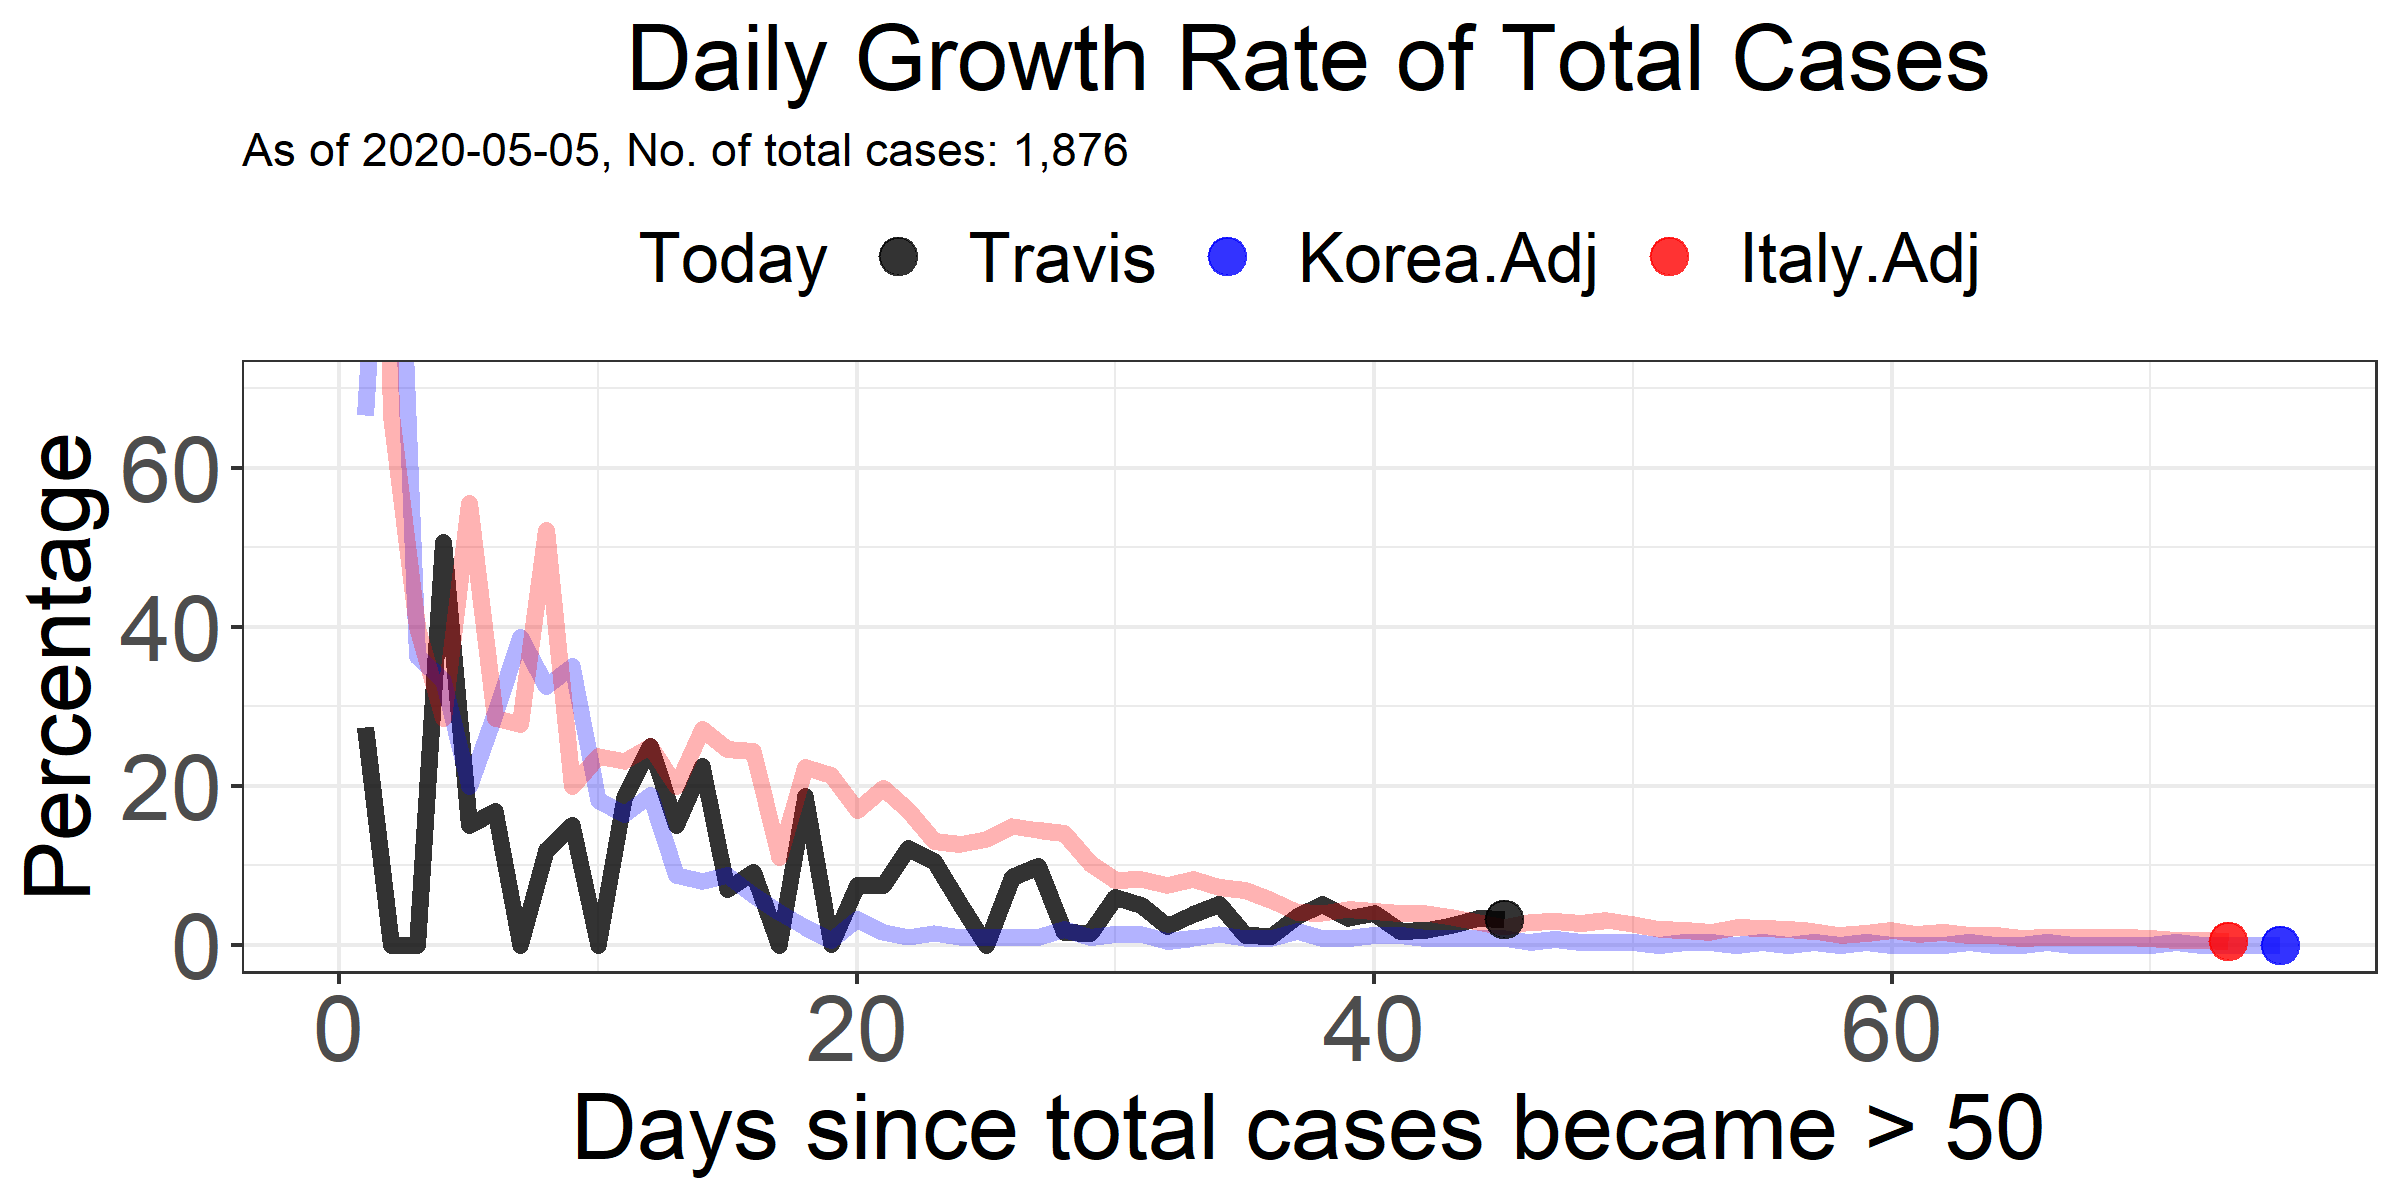 Daily Growth Rate of Total Cases
As of 2020-05-05, No. of total cases: 1,876
Today Travis Korea.Adj Italy.Adj
Percentage
60
40
20
0
0 20 40 60
Days since total cases became > 50